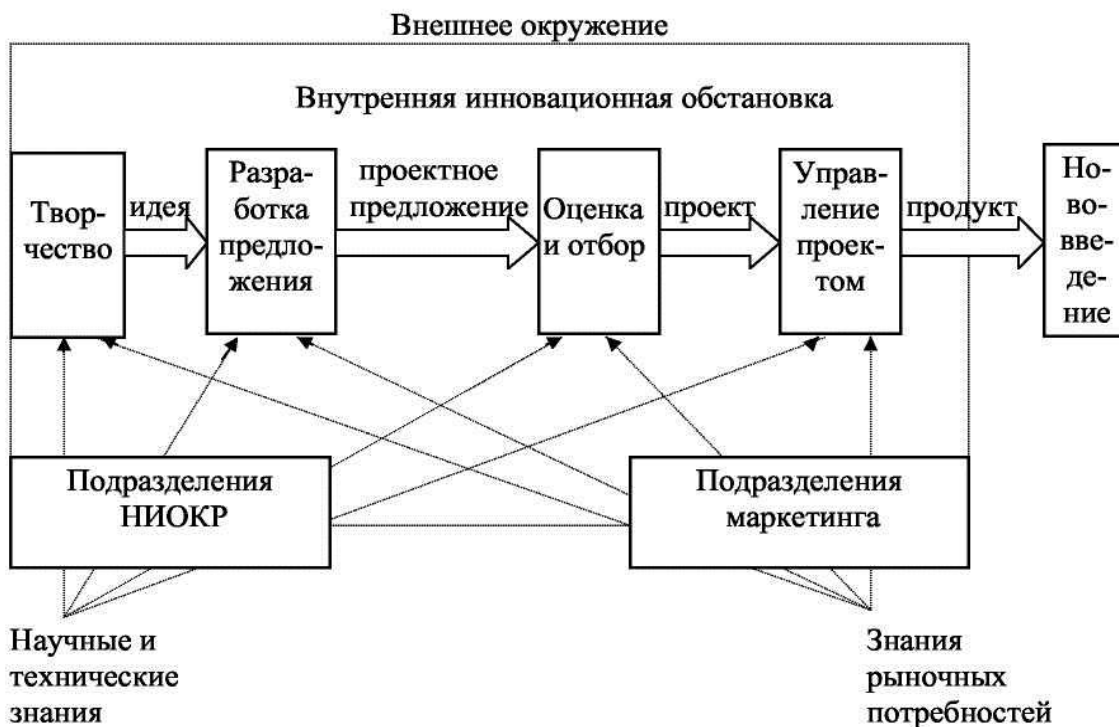 Внешнее окружение
Внутренняя инновационная обстановка
Твор-
чество
идея
Разра-
ботка
предло-
жения
проектное
предложение
Оценка
и отбор
проект
Управ-
ление
проек-
том
продукт
Но-
во-
вве-
де-
ние
Подразделения
НИОКР
Подразделения
маркетинга
Научные и
технические
знания
Знания
рыночных
потребностей